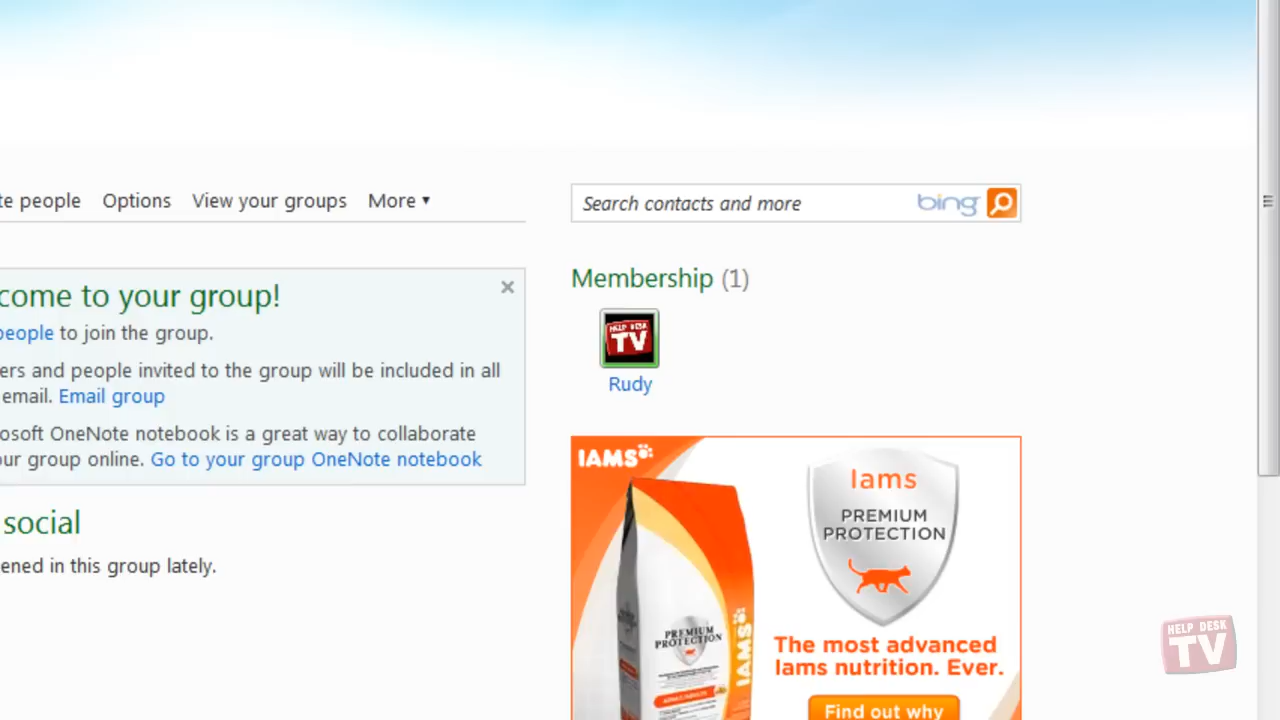 te people Options View your groups More ▾
Search contacts and more bing
come to your group!
people to join the group.
ers and people invited to the group will be included in all
email. Email group
osoft OneNote notebook is a great way to collaborate
ur group online. Go to your group OneNote notebook
social
ened in this group lately.
Membership (1)
HELP DESK
TV
Rudy
IAMS
Iams
PREMIUM
PROTECTION
PREMIUM
PROTECTION
IAMS
The most advanced
Iams nutrition. Ever.
Find out why
HELP DESK
TV